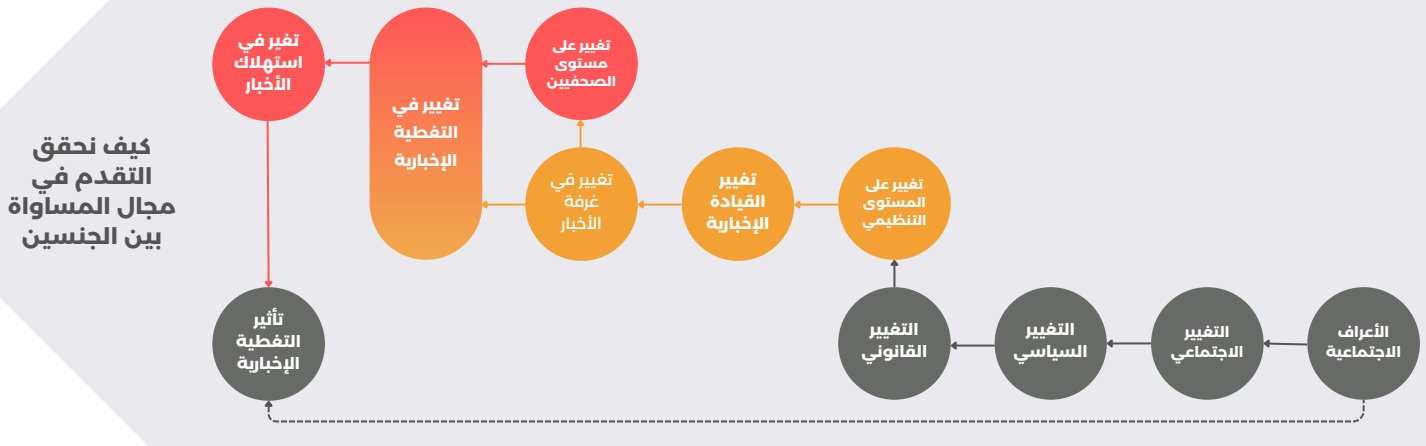 كيف نحقق
التقدم في
مجال المساواة
بين الجنسين
الأعراف
الاجتماعية
التغيير
الاجتماعي
التغيير
السياسي
التغيير
القانوني
تغيير على
المستوى
التنظيمي
تغيير
القيادة
الإخبارية
تغيير في
غرفة
الأخبار
تغيير على
مستوى
الصحفيين
تغيير في
التغطية
الإخبارية
تغير في
استهلاك
الأخبار
تأثير
التغطية
الإخبارية